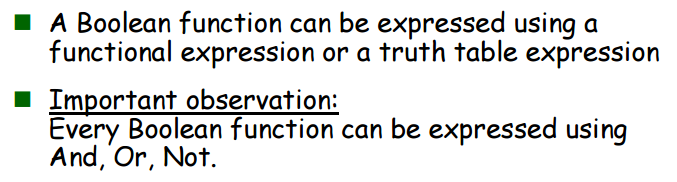 A Boolean function can be expressed using a
functional expression or a truth table expression
Important observation:
Every Boolean function can be expressed using
And, Or, Not.